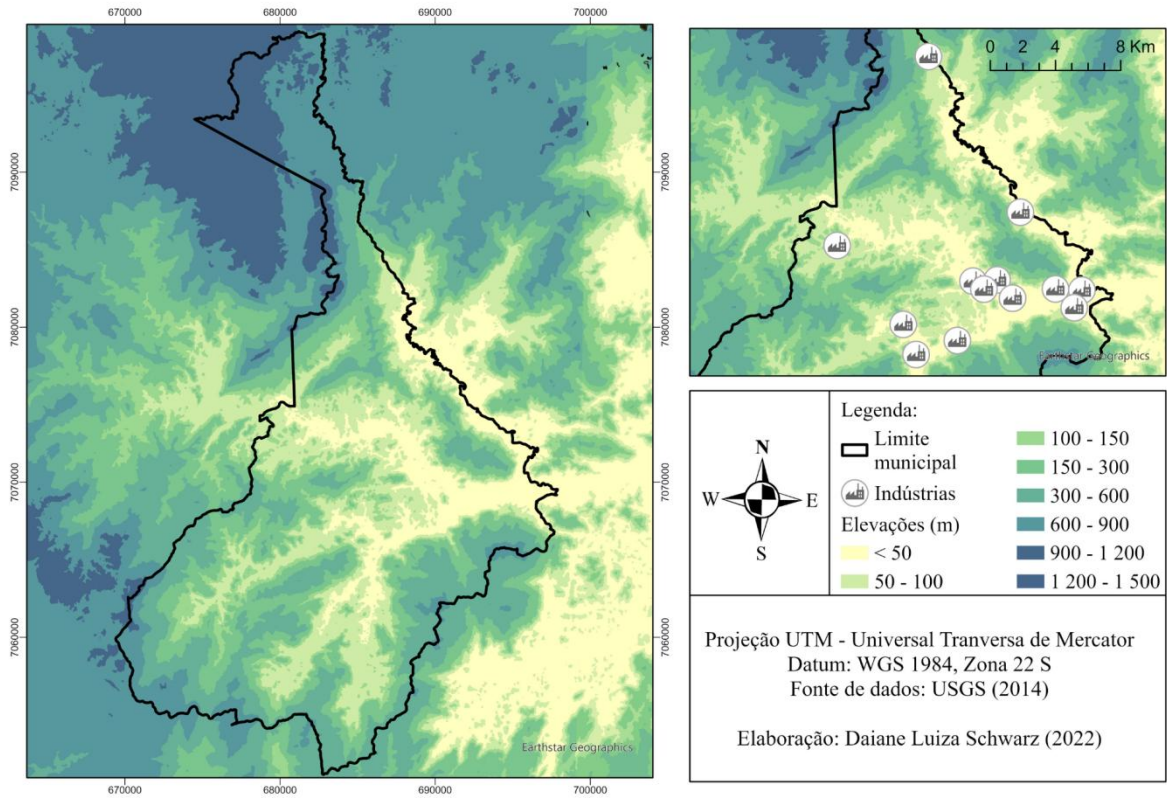 670000 680000 690000 700000
7090000
7080000
7070000
7060000
7090000
7080000
7070000
7060000
Earthstar Geographics
670000 680000 690000 700000
0 2 4 8 Km
Earthstar Geographics
N
W E
S
Legenda:
Limite
municipal
Indústrias
Elevações (m)
< 50
50 - 100
100 - 150
150 - 300
300 - 600
600 - 900
900 - 1 200
1 200 - 1 500
Projeção UTM - Universal Tranversa de Mercator
Datum: WGS 1984, Zona 22 S
Fonte de dados: USGS (2014)
Elaboração: Daiane Luiza Schwarz (2022)